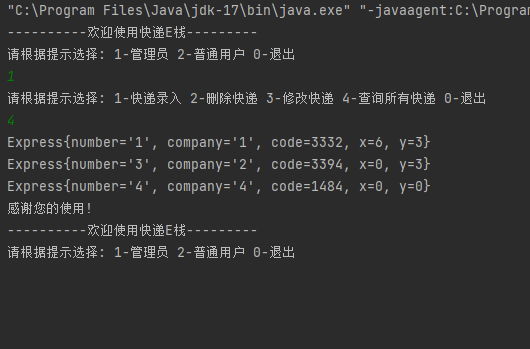 "C:\Program Files\Java\jdk-17\bin\java.exe" "-javaagent:C:\Program
----------欢迎使用快递E栈---------
请根据提示选择: 1-管理员 2-普通用户 0-退出
1
请根据提示选择: 1-快递录入 2-删除快递 3-修改快递 4-查询所有快递 0-退出
4
Express{number='1', company='1', code=3332, x=6, y=3}
Express{number='3', company='2', code=3394, x=0, y=3}
Express{number='4', company='4', code=1484, x=0, y=0}
感谢您的使用!
----------欢迎使用快递E栈---------
请根据提示选择: 1-管理员 2-普通用户 0-退出